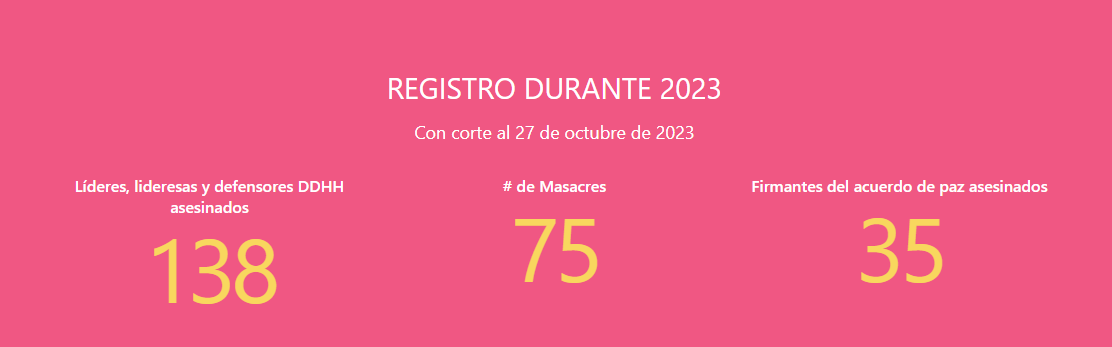 REGISTRO DURANTE 2023
Con corte al 27 de octubre de 2023
Líderes, lideresas y defensores DDHH
asesinados
138
# de Masacres
75
Firmantes del acuerdo de paz asesinados
35